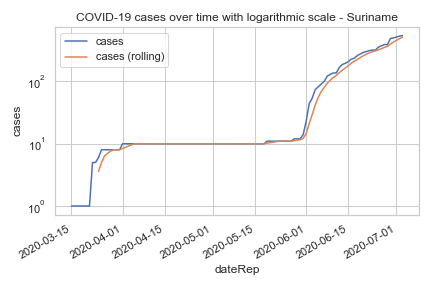 COVID-19 cases over time with logarithmic scale - Suriname
cases
cases (rolling)
10²
10¹
10⁰
cases
2020-03-15
2020-04-01
2020-04-15
2020-05-01
2020-05-15
2020-06-01
2020-06-15
2020-07-01
dateRep